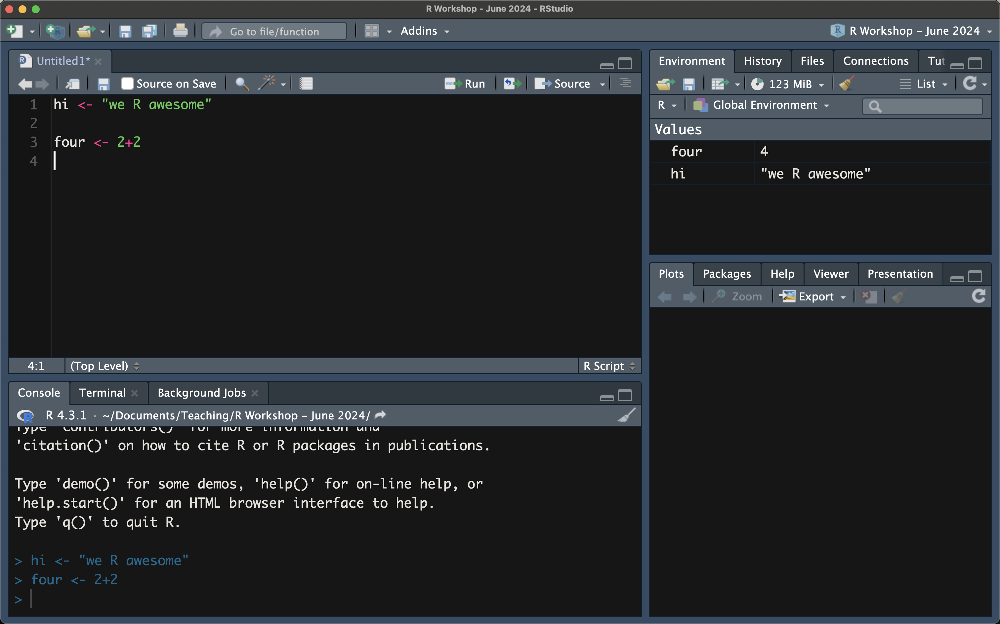 R Workshop - June 2024 - RStudio
Go to file/function
Addins
R Workshop – June 2024
Untitled1*
Source on Save
Run
Source
1 hi <- "we R awesome"
2
3 four <- 2+2
4
4:1
(Top Level)
R Script
Console
Terminal
Background Jobs
R 4.3.1 · ~/Documents/Teaching/R Workshop – June 2024/
Type 'contributors()' for more information and
'citation()' on how to cite R or R packages in publications.
Type 'demo()' for some demos, 'help()' for on-line help, or
'help.start()' for an HTML browser interface to help.
Type 'q()' to quit R.
> hi <- "we R awesome"
> four <- 2+2
>
Environment
History
Files
Connections
Tut
123 MiB
List
R
Global Environment
Values
four 4
hi "we R awesome"
Plots
Packages
Help
Viewer
Presentation
Zoom
Export